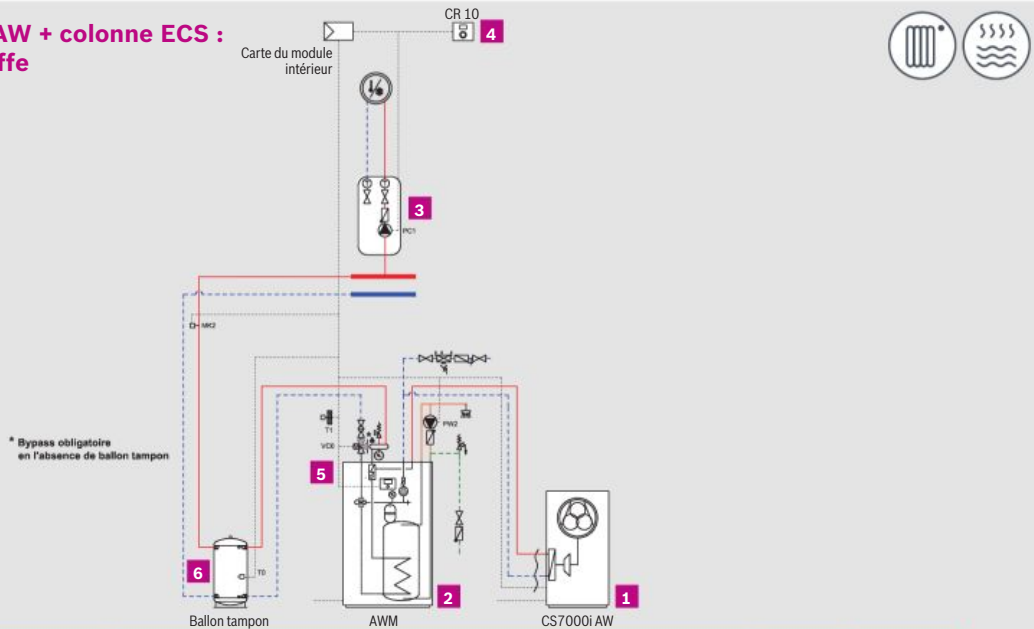 AW + colonne ECS :
ffe
CR 10
4
Carte du module
intérieur
3
PC1
MK2
T1
PW2
* Bypass obligatoire
en l'absence de ballon tampon
5
6
T0
2
1
Ballon tampon
AWM
CS7000i AW